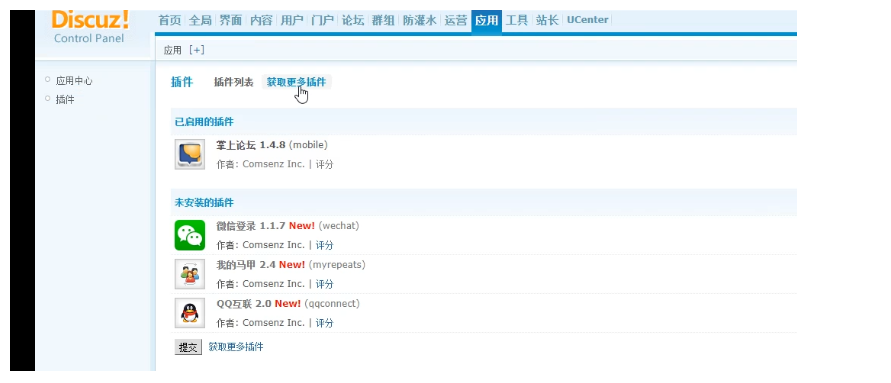 Discuz!
Control Panel
首页 全局 界面 内容 用户 门户 论坛 群组 防灌水 运营 应用 工具 站长 UCenter
应用 [+]
应用中心
插件
插件 插件列表 获取更多插件
已启用的插件
掌上论坛 1.4.8 (mobile)
作者: Comsenz Inc. | 评分
未安装的插件
微信登录 1.1.7 New! (wechat)
作者: Comsenz Inc. | 评分
我的马甲 2.4 New! (myrepeats)
作者: Comsenz Inc. | 评分
QQ互联 2.0 New! (qqconnect)
作者: Comsenz Inc. | 评分
提交 获取更多插件